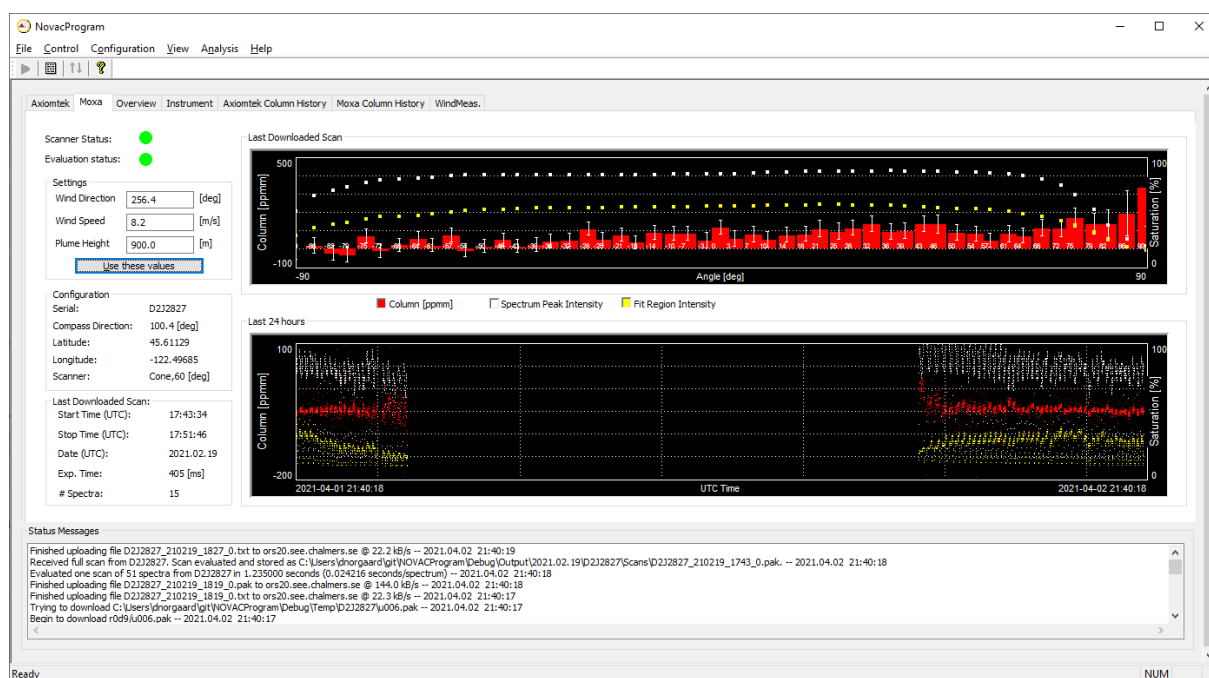 NovacProgram
File Control Configuration View Analysis Help
Axiomtek Moxa Overview Instrument Axiomtek Column History Moxa Column History WindMeas.
Scanner Status:
Evaluation status:
Settings
Wind Direction 256.4 [deg]
Wind Speed 8.2 [m/s]
Plume Height 900.0 [m]
Use these values
Configuration
Serial: D2J2827
Compass Direction: 100.4 [deg]
Latitude: 45.61129
Longitude: -122.49685
Scanner: Cone,60 [deg]
Last Downloaded Scan:
Start Time (UTC): 17:43:34
Stop Time (UTC): 17:51:46
Date (UTC): 2021.02.19
Exp. Time: 405 [ms]
# Spectra: 15
Last Downloaded Scan
500
100
Column [ppmm]
Saturation [%]
-100
0
-90
Angle [deg]
90
Column [ppmm] Spectrum Peak Intensity Fit Region Intensity
Last 24 hours
100
100
Column [ppmm]
Saturation [%]
-200
0
2021-04-01 21:40:18 UTC Time 2021-04-02 21:40:18
Status Messages
Finished uploading file D2J2827_210219_1827_0.txt to ors20.see.chalmers.se @ 22.2 kB/s -- 2021.04.02 21:40:19
Received full scan from D2J2827. Scan evaluated and stored as C:\Users\dnorgaard\git\NOVACProgram\Debug\Output\2021.02.19\D2J2827\Scans\D2J2827_210219_1743_0.pak. -- 2021.04.02 21:40:18
Evaluated one scan of 51 spectra from D2J2827 in 1.235000 seconds (0.024216 seconds/spectrum) -- 2021.04.02 21:40:18
Finished uploading file D2J2827_210219_1819_0.pak to ors20.see.chalmers.se @ 144.0 kB/s -- 2021.04.02 21:40:18
Finished uploading file D2J2827_210219_1819_0.txt to ors20.see.chalmers.se @ 22.3 kB/s -- 2021.04.02 21:40:17
Trying to download C:\Users\dnorgaard\git\NOVACProgram\Debug\Temp\D2J2827\u006.pak -- 2021.04.02 21:40:17
Begin to download r0d9/u006.pak -- 2021.04.02 21:40:17
Ready
NUM